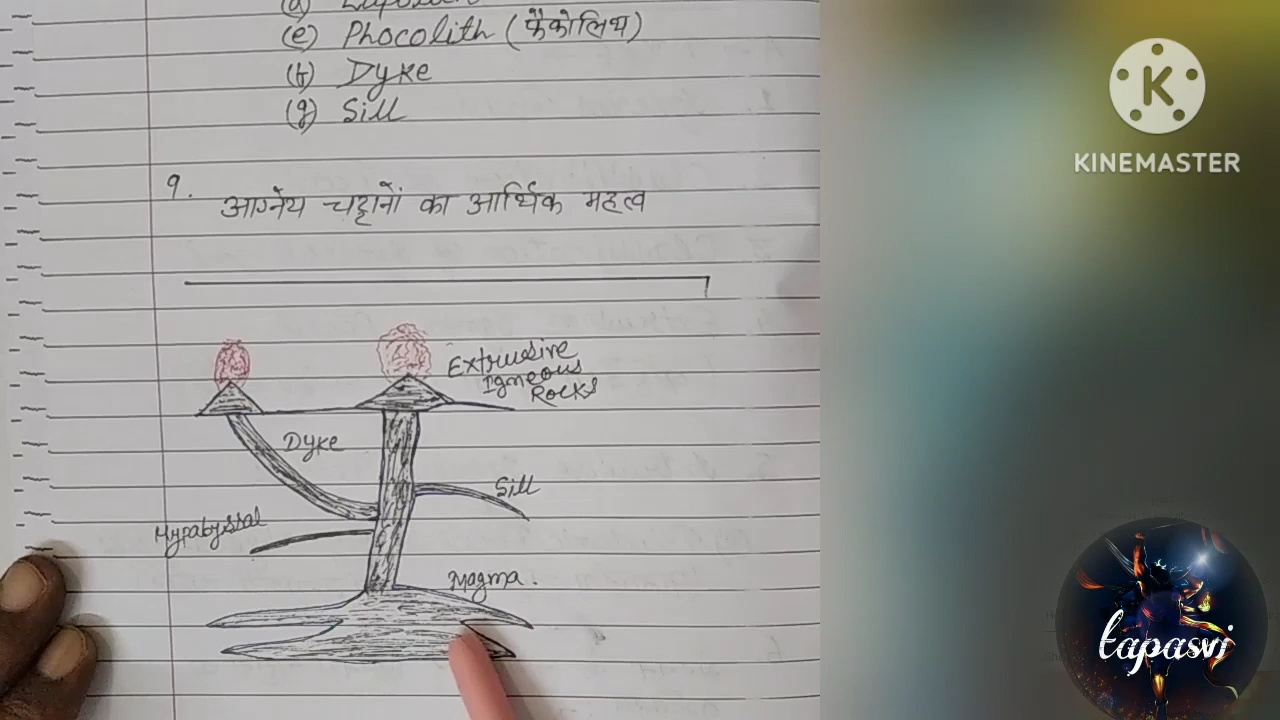 (e) Phocolith (फैकोलिथ)
(f) Dyke
(g) Sill
9. आग्नेय चट्टानों का आर्थिक महत्व
Extrusive
Igneous
Rocks
Dyke
Sill
Hypabyssal
Magma.
KINEMASTER
tapasvi